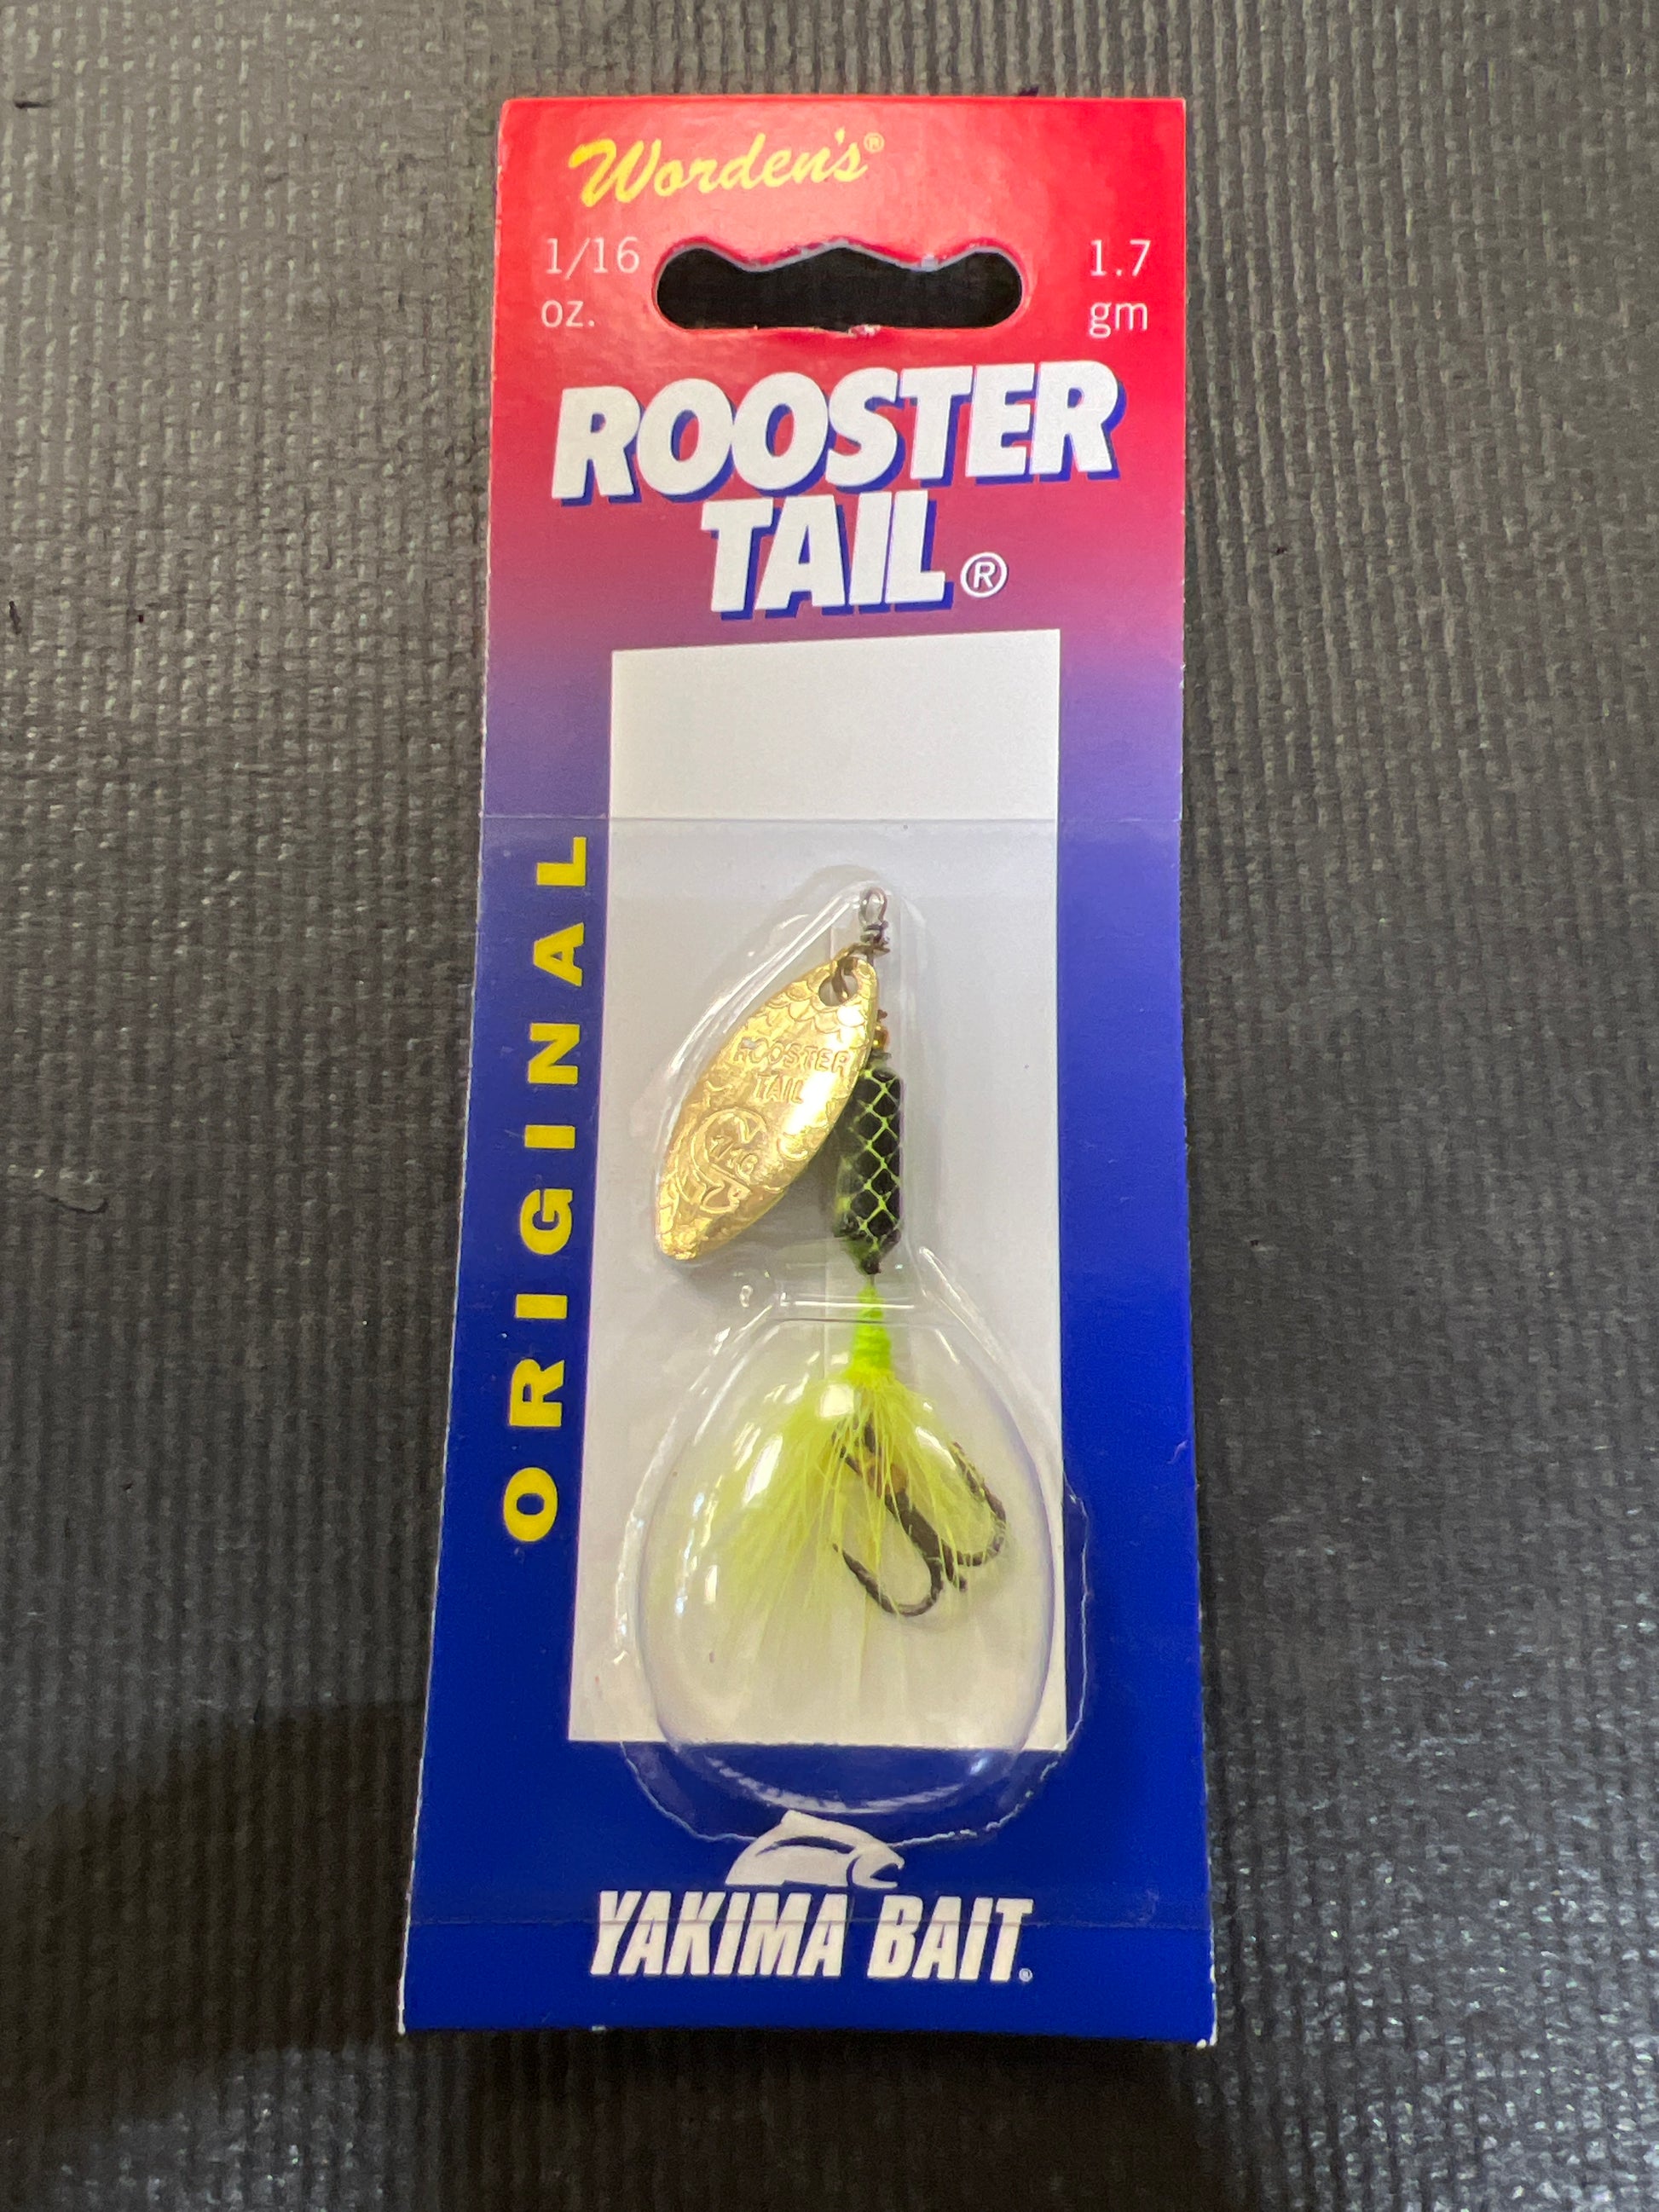 Worden's®
1/16
oz.
1.7
gm
ROOSTER
TAIL®
ORIGINAL
ROOSTER
TAIL
1/16
YAKIMA BAIT®